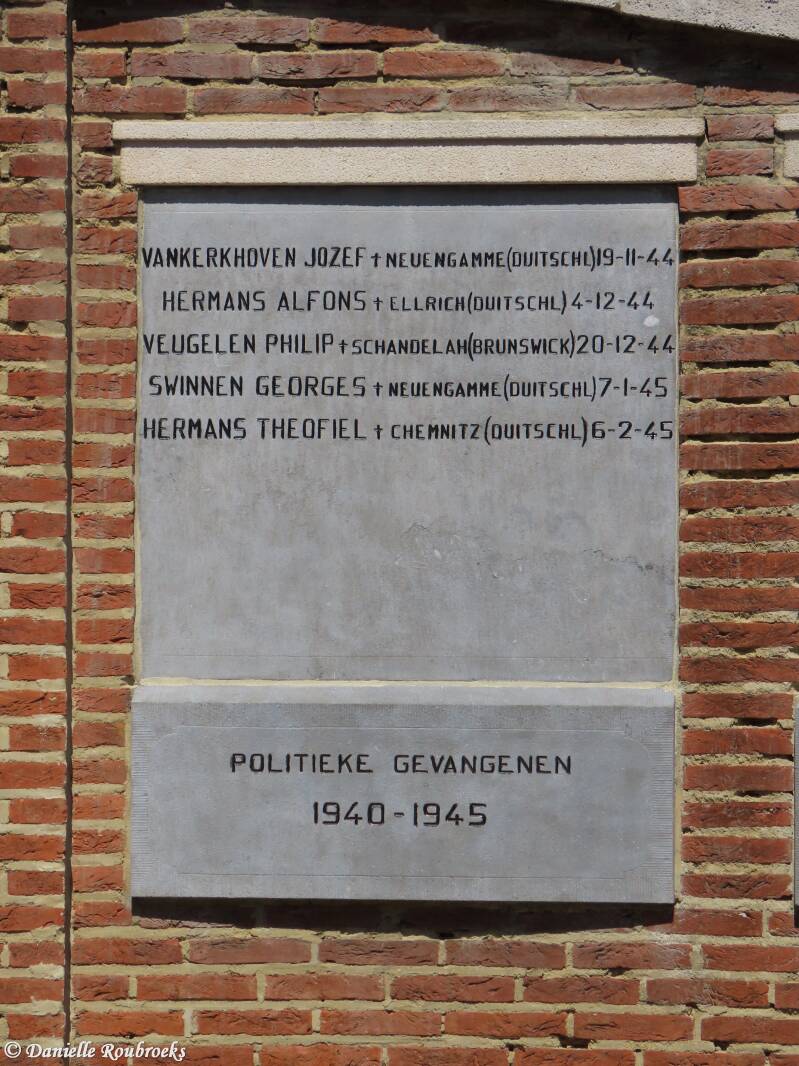 VANKERKHOVEN JOZEF † NEUENGAMME (DUITSCHL) 19-11-44
HERMANS ALFONS † ELLRICH (DUITSCHL) 4-12-44
VEUGELEN PHILIP † SCHANDELAH (BRUNSWICK) 20-12-44
SWINNEN GEORGES † NEUENGAMME (DUITSCHL) 7-1-45
HERMANS THEOFIEL † CHEMNITZ (DUITSCHL) 6-2-45
POLITIEKE GEVANGENEN
1940-1945
© Danielle Roubroeks